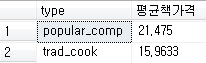 type 평균책가격
1 popular_comp 21,475
2 trad_cook 15,9633